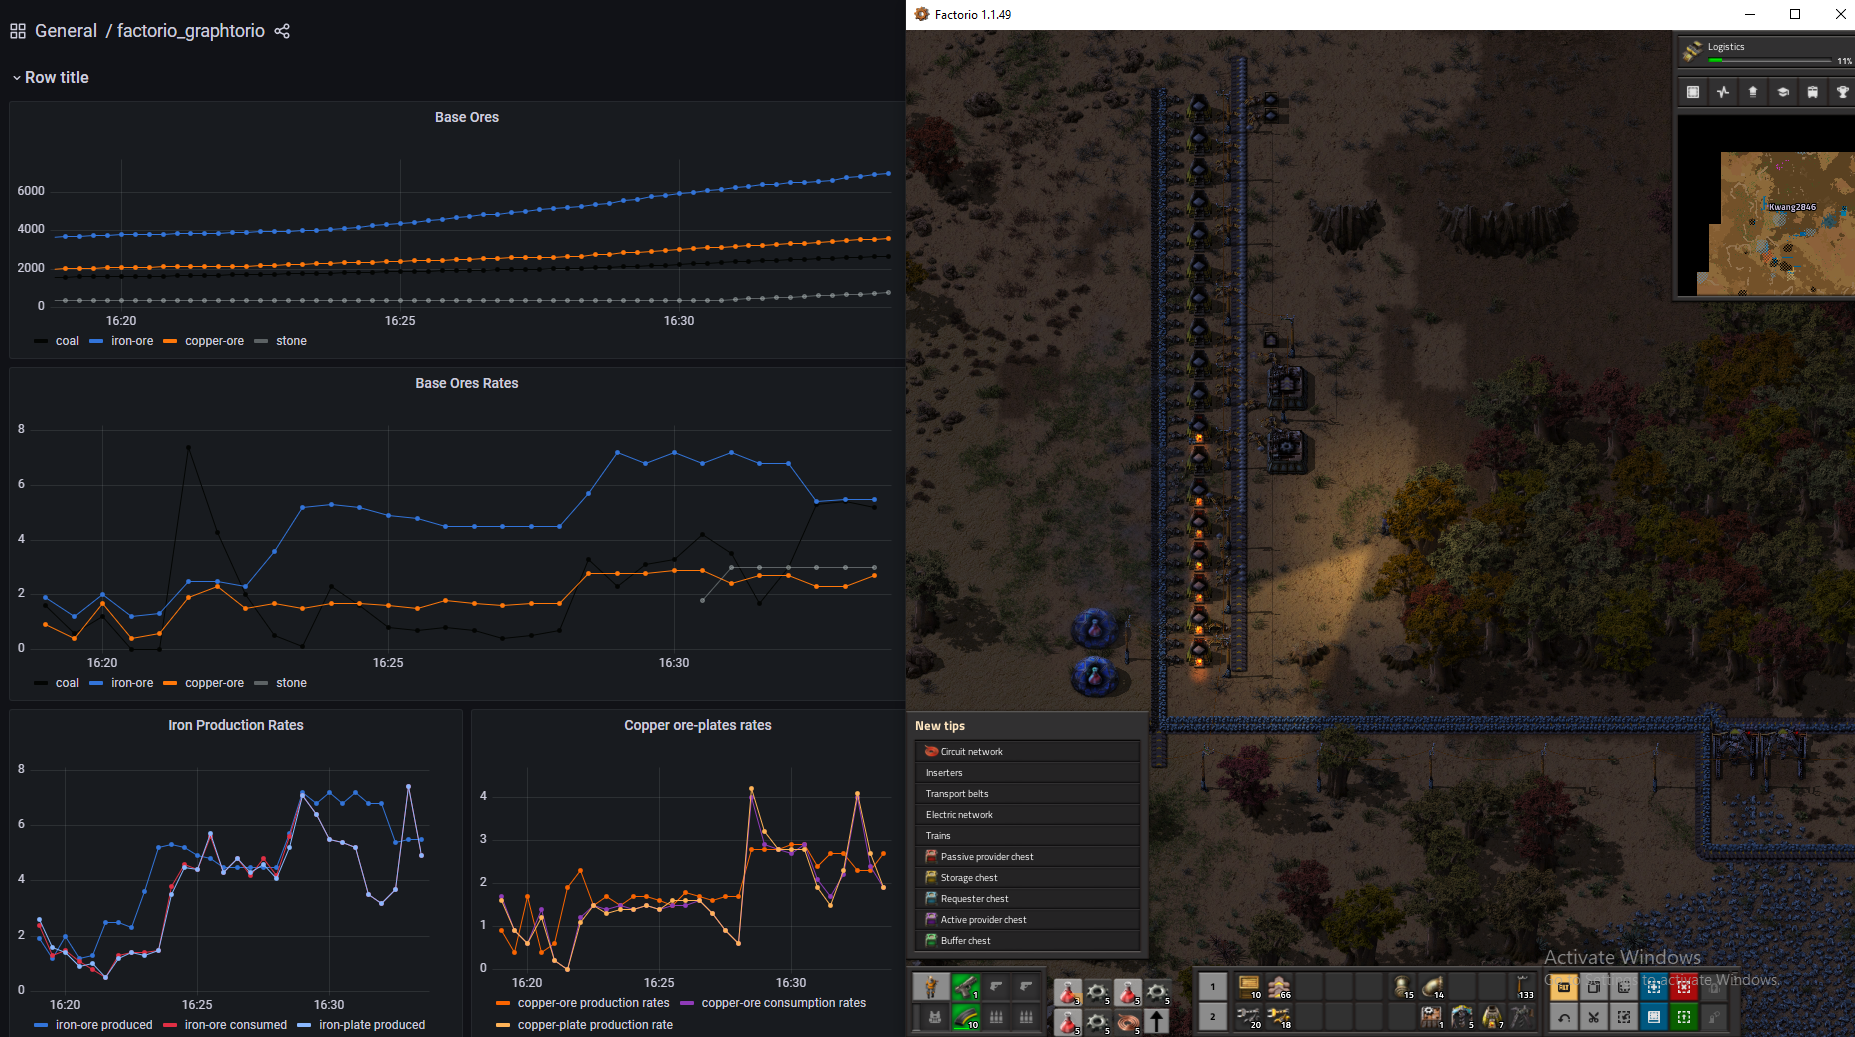 General / factorio_graphtorio
Row title
Base Ores
6000
4000
2000
0
16:20 16:25 16:30
coal iron-ore copper-ore stone
Base Ores Rates
8
6
4
2
0
16:20 16:25 16:30
coal iron-ore copper-ore stone
Iron Production Rates
8
6
4
2
0
16:20 16:25 16:30
iron-ore produced iron-ore consumed iron-plate produced
Copper ore-plates rates
4
3
2
1
0
16:20 16:25 16:30
copper-ore production rates copper-ore consumption rates
copper-plate production rate
Factorio 1.1.49
Logistics
11%
Kwang2846
New tips
Circuit network
Inserters
Transport belts
Electric network
Trains
Passive provider chest
Storage chest
Requester chest
Active provider chest
Buffer chest
Activate Windows
to activate Windows.
1 3 5 5 5 1 10 66 15 14 133
10 5 5 5 2 20 18 1 5 7